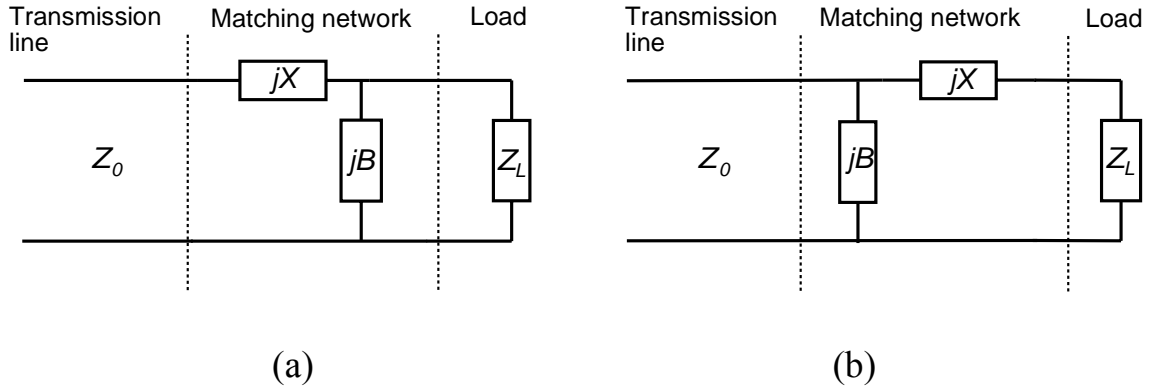 Transmission line
Matching network
Load
jX
Z0
jB
ZL
(a)
Transmission line
Matching network
Load
jX
Z0
jB
ZL
(b)